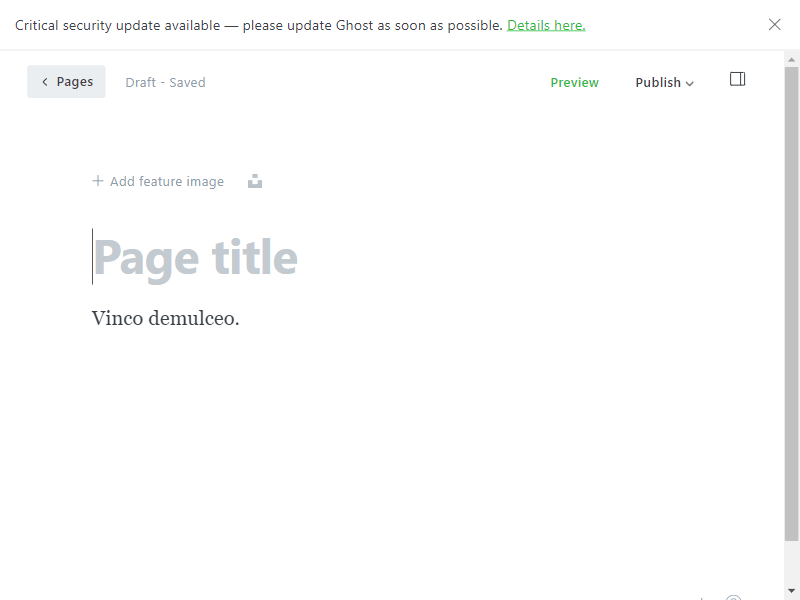 Critical security update available — please update Ghost as soon as possible. Details here.
Pages
Draft - Saved
Preview
Publish
Add feature image
Page title
Vinco demulceo.